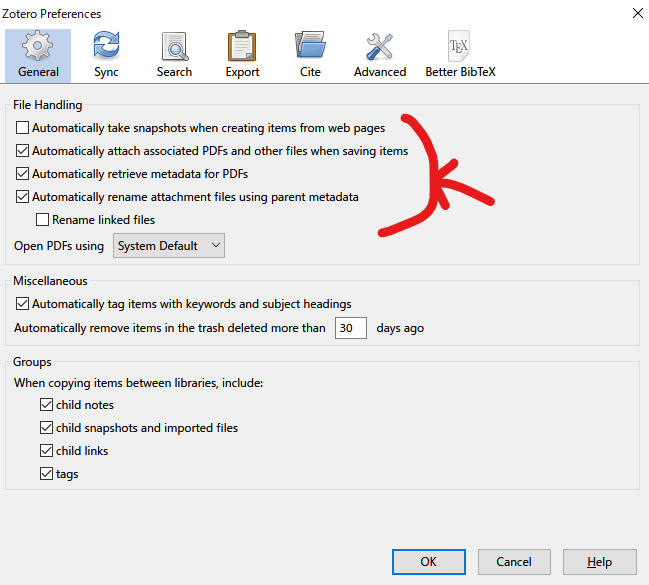 Zotero Preferences
General Sync Search Export Cite Advanced Better BibTeX
TEX
File Handling
Automatically take snapshots when creating items from web pages
Automatically attach associated PDFs and other files when saving items
Automatically retrieve metadata for PDFs
Automatically rename attachment files using parent metadata
Rename linked files
Open PDFs using System Default
Miscellaneous
Automatically tag items with keywords and subject headings
Automatically remove items in the trash deleted more than 30 days ago
Groups
When copying items between libraries, include:
child notes
child snapshots and imported files
child links
tags
OK Cancel Help